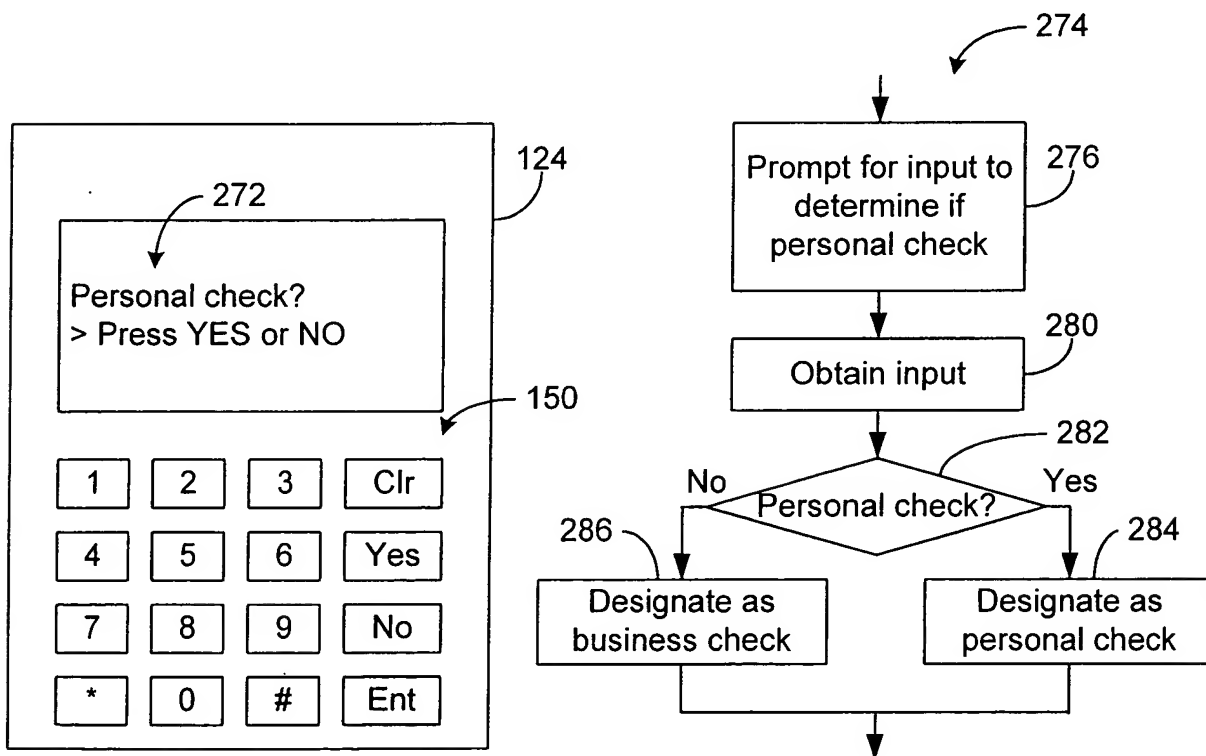 274
124
272
Personal check?
> Press YES or NO
150
1 2 3 Clr
4 5 6 Yes
7 8 9 No
* 0 # Ent
Prompt for input to
determine if
personal check
276
280
Obtain input
282
No
Personal check?
Yes
286
284
Designate as
business check
Designate as
personal check